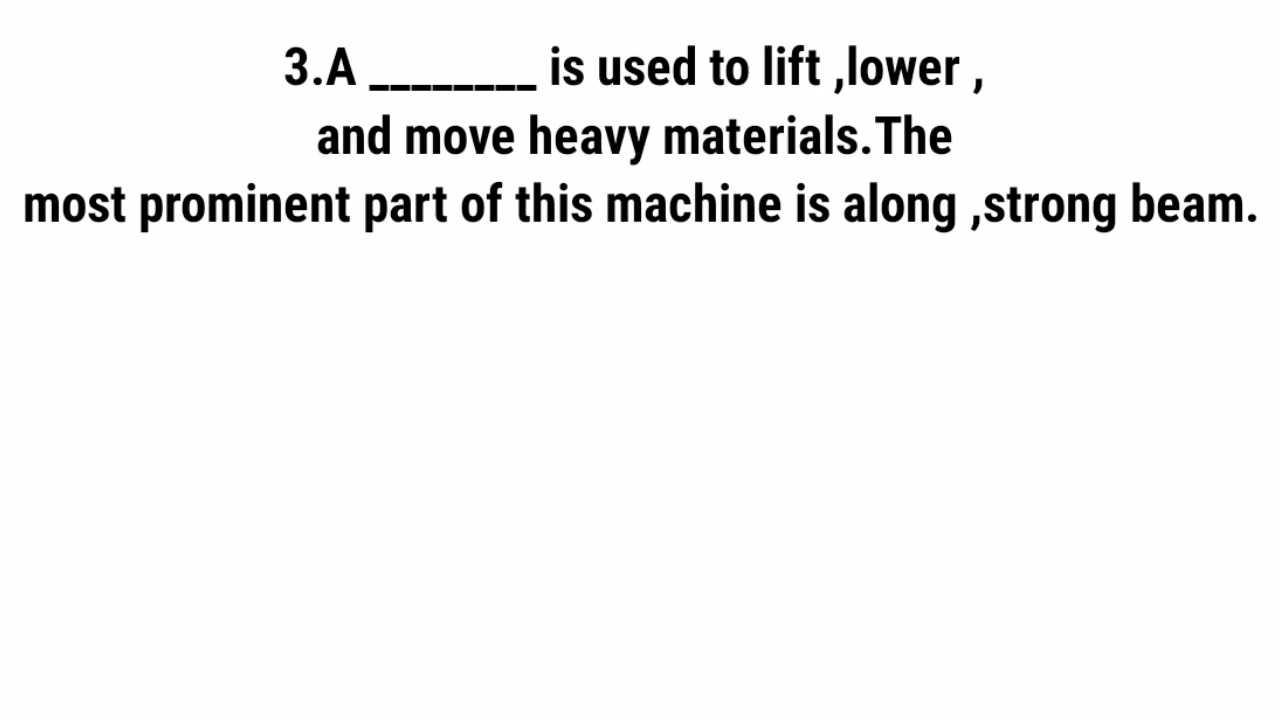 3.A ________ is used to lift ,lower ,
and move heavy materials.The
most prominent part of this machine is along ,strong beam.